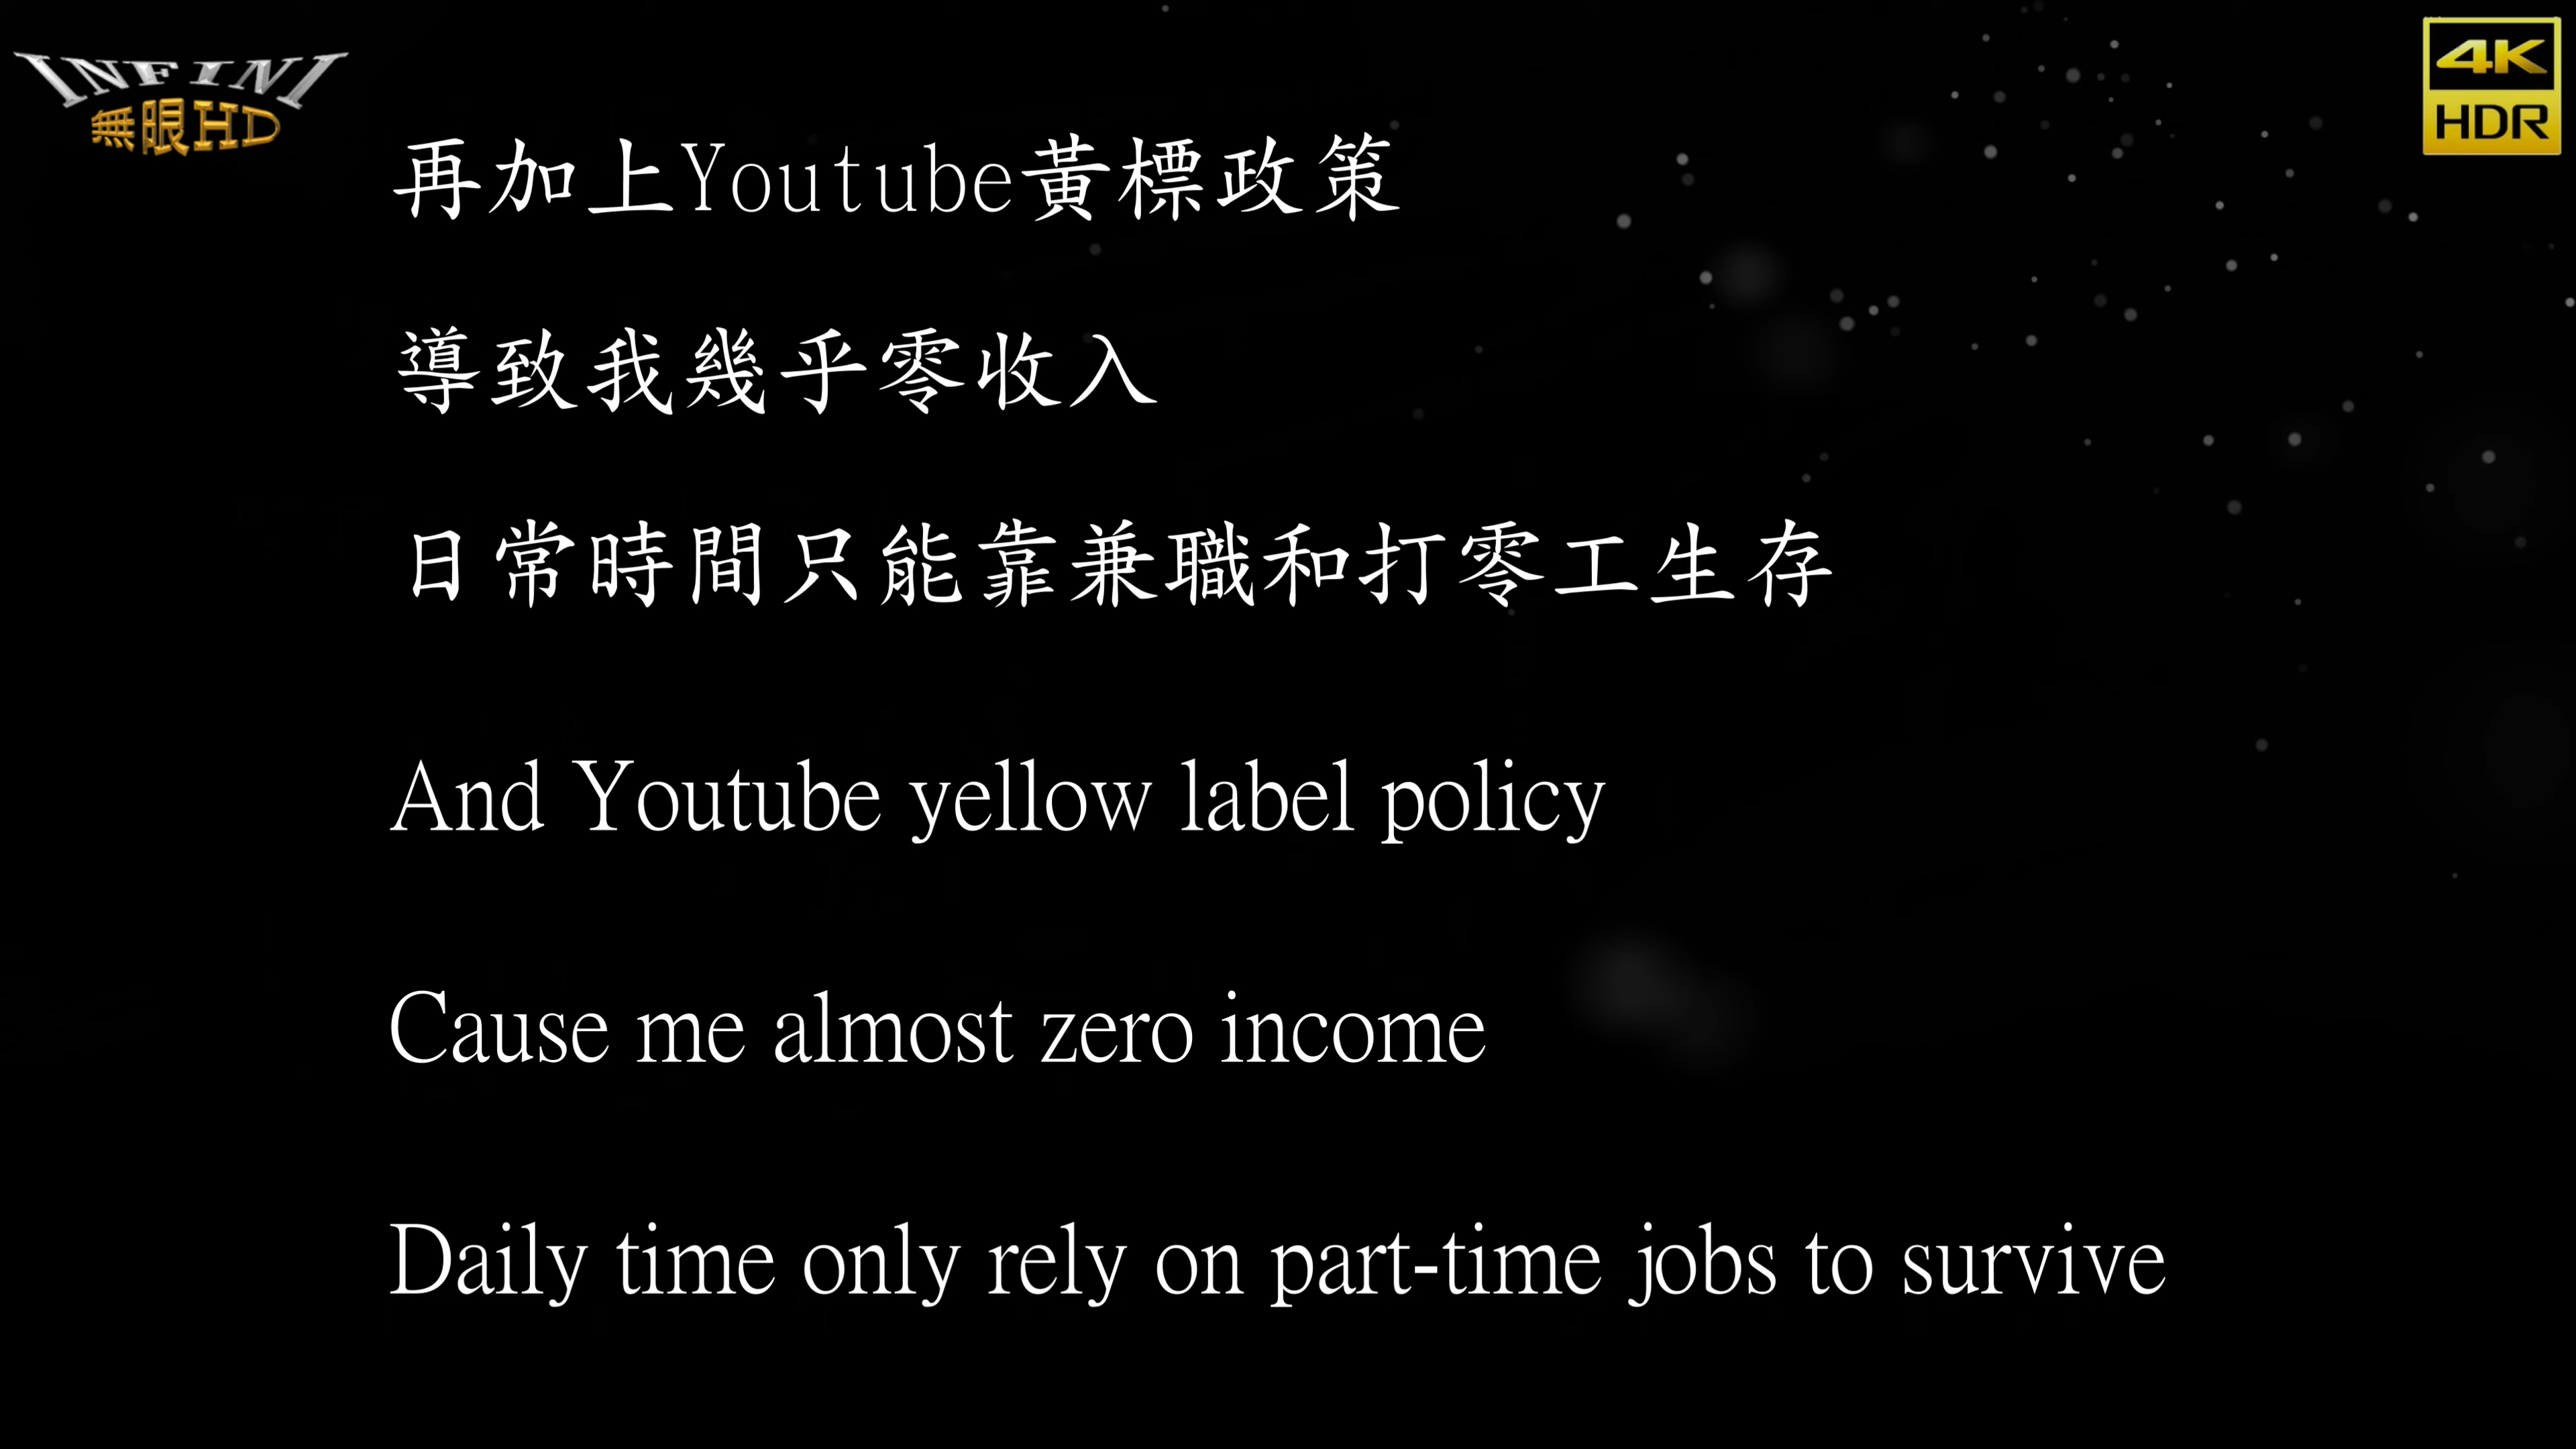 INFINI
無限HD
4K
HDR
再加上Youtube黃標政策
導致我幾乎零收入
日常時間只能靠兼職和打零工生存
And Youtube yellow label policy
Cause me almost zero income
Daily time only rely on part-time jobs to survive